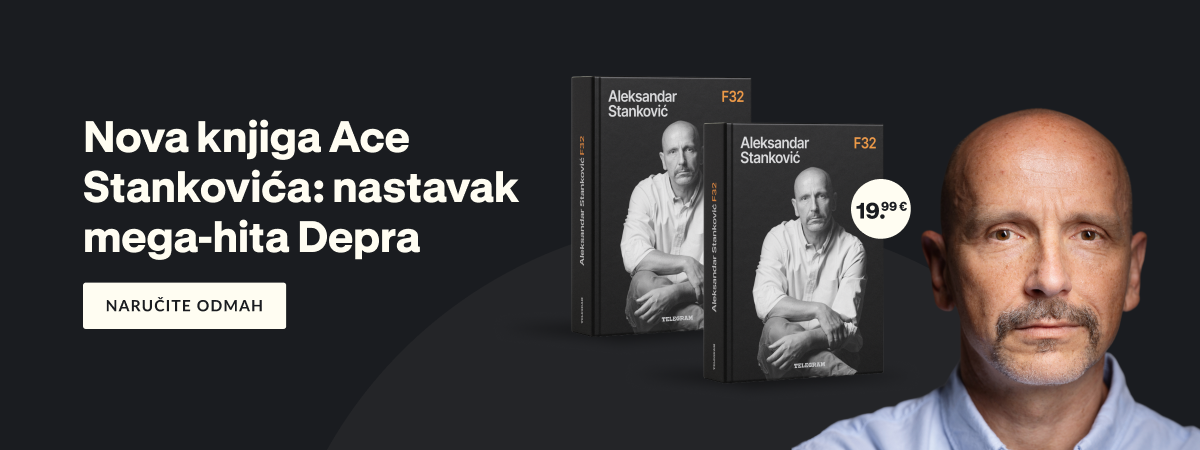 Nova knjiga Ace
Stankovića: nastavak
mega-hita Depra
NARUČITE ODMAH
Aleksandar
Stanković
F32
Aleksandar Stanković F32
TELEGRAM
Aleksandar
Stanković
F32
Aleksandar Stanković F32
TELEGRAM
19.99 €